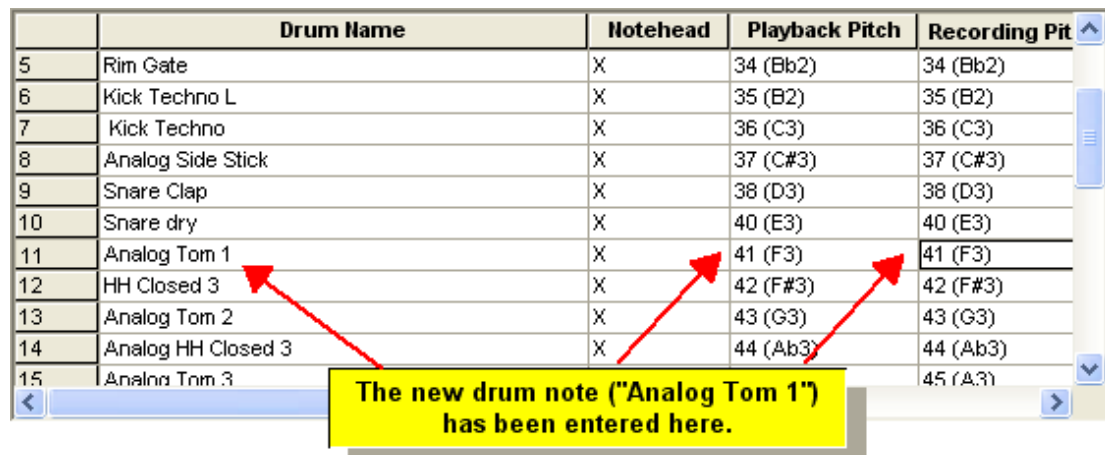 Drum Name Notehead Playback Pitch Recording Pit
5 Rim Gate X 34 (Bb2) 34 (Bb2)
6 Kick Techno L X 35 (B2) 35 (B2)
7 Kick Techno X 36 (C3) 36 (C3)
8 Analog Side Stick X 37 (C#3) 37 (C#3)
9 Snare Clap X 38 (D3) 38 (D3)
10 Snare dry X 40 (E3) 40 (E3)
11 Analog Tom 1 X 41 (F3) 41 (F3)
12 HH Closed 3 X 42 (F#3) 42 (F#3)
13 Analog Tom 2 X 43 (G3) 43 (G3)
14 Analog HH Closed 3 X 44 (Ab3) 44 (Ab3)
15 Analog Tom 3 45 (A3)
The new drum note ("Analog Tom 1")
has been entered here.